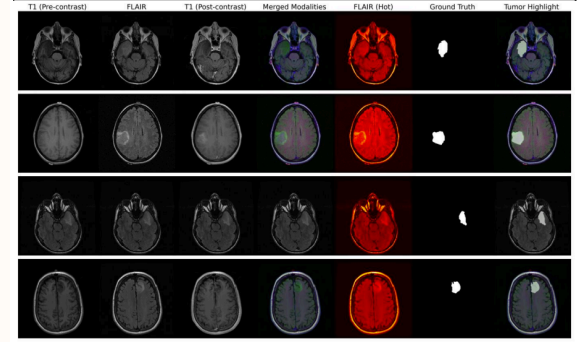 T1 (Pre-contrast) FLAIR T1 (Post-contrast) Merged Modalities FLAIR (Hot) Ground Truth Tumor Highlight